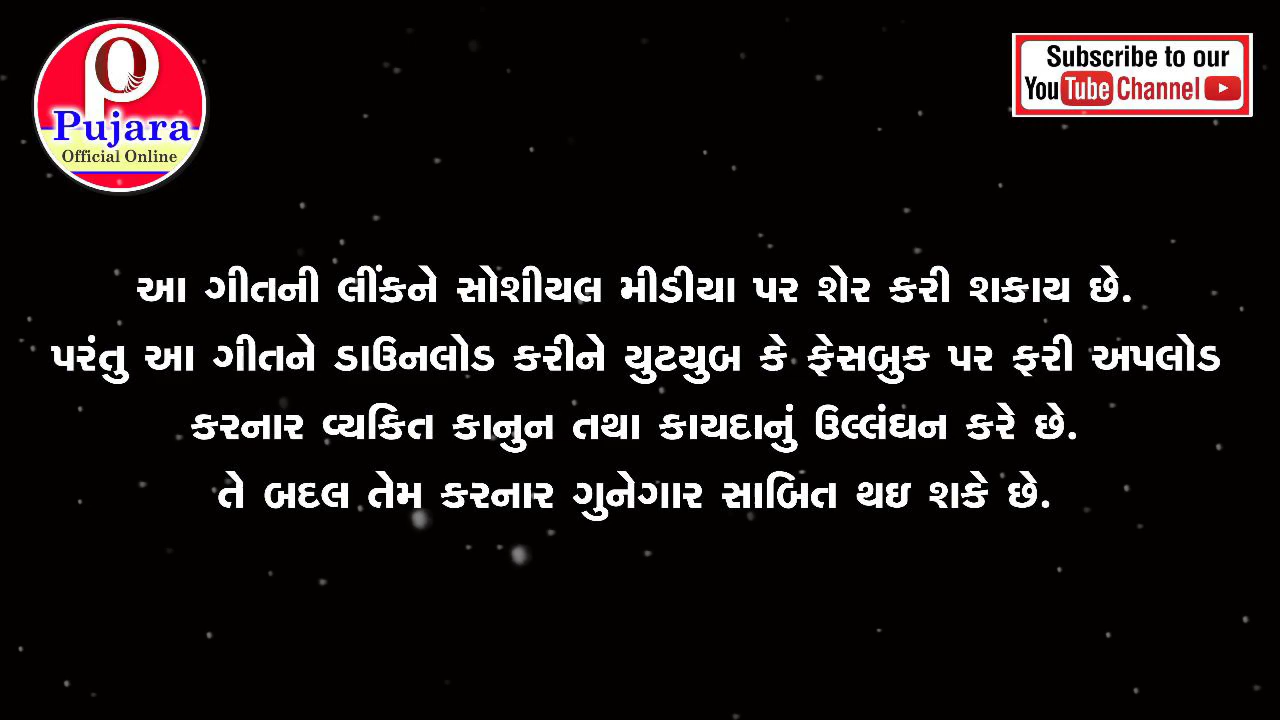 Pujara
Official Online
Subscribe to our
YouTube Channel
આ ગીતની લીંકને સોશીયલ મીડીયા પર શેર કરી શકાય છે.
પરંતુ આ ગીતને ડાઉનલોડ કરીને યુટયુબ કે ફેસબુક પર ફરી અપલોડ
કરનાર વ્યકિત કાનુન તથા કાયદાનું ઉલ્લંઘન કરે છે.
તે બદલ તેમ કરનાર ગુનેગાર સાબિત થઇ શકે છે.